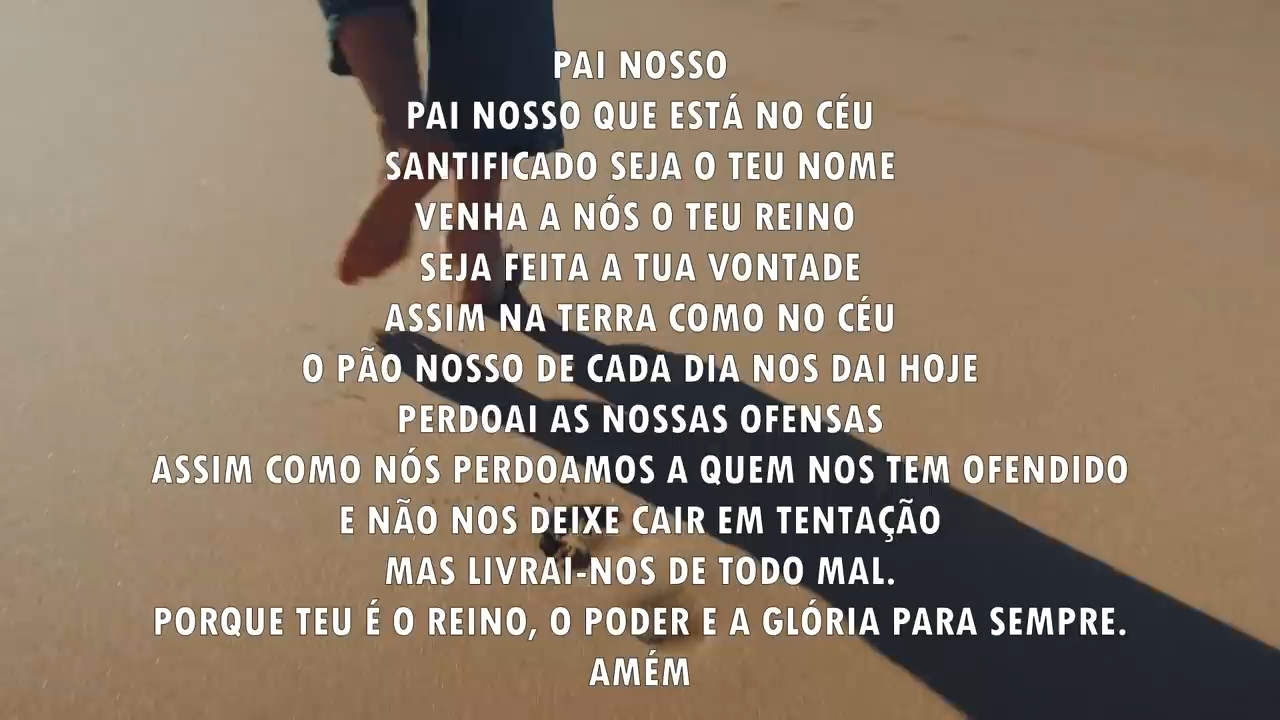 PAI NOSSO
PAI NOSSO QUE ESTÁ NO CÉU
SANTIFICADO SEJA O TEU NOME
VENHA A NÓS O TEU REINO
SEJA FEITA A TUA VONTADE
ASSIM NA TERRA COMO NO CÉU
O PÃO NOSSO DE CADA DIA NOS DAI HOJE
PERDOAI AS NOSSAS OFENSAS
ASSIM COMO NÓS PERDOAMOS A QUEM NOS TEM OFENDIDO
E NÃO NOS DEIXE CAIR EM TENTAÇÃO
MAS LIVRAI-NOS DE TODO MAL.
PORQUE TEU É O REINO, O PODER E A GLÓRIA PARA SEMPRE.
AMÉM